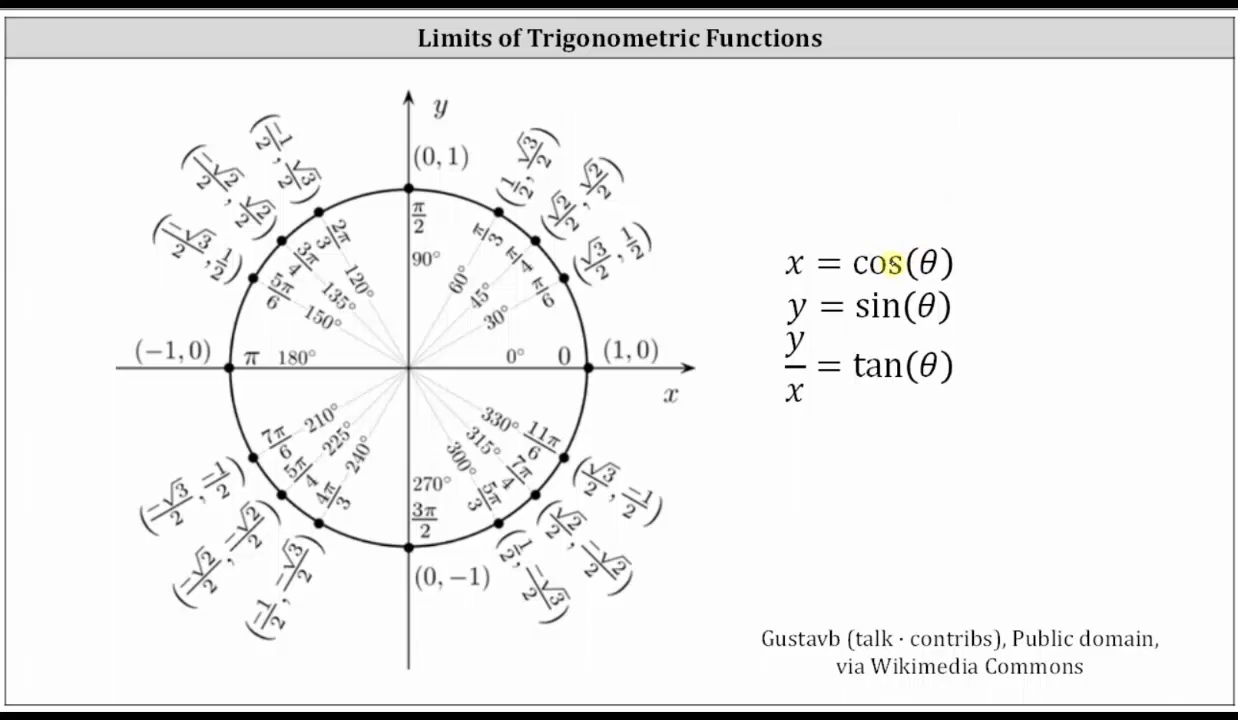 Limits of Trigonometric Functions
y
(0, 1)
(−1/2, √3/2)
(−√2/2, √2/2)
(−√3/2, 1/2)
(1/2, √3/2)
(√2/2, √2/2)
(√3/2, 1/2)
π/2
90°
2π/3
120°
3π/4
135°
5π/6
150°
π/3
60°
π/4
45°
π/6
30°
(−1, 0)
π 180°
0° 0
(1, 0)
x
7π/6
210°
5π/4
225°
4π/3
240°
270°
3π/2
300°
5π/3
315°
7π/4
330°
11π/6
(−√3/2, −1/2)
(−√2/2, −√2/2)
(−1/2, −√3/2)
(0, −1)
(1/2, −√3/2)
(√2/2, −√2/2)
(√3/2, −1/2)
x = cos(θ)
y = sin(θ)
y/x = tan(θ)
Gustavb (talk · contribs), Public domain,
via Wikimedia Commons